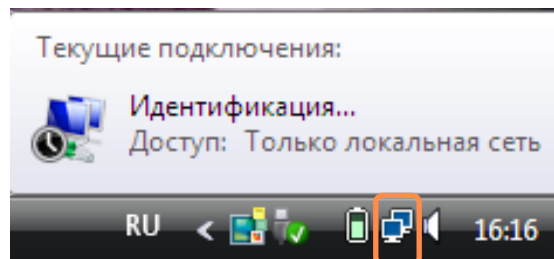 Текущие подключения:
Идентификация...
Доступ: Только локальная сеть
RU < 16:16